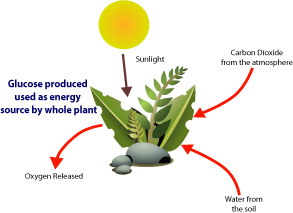 Sunlight
Carbon Dioxide
from the atmosphere
Glucose produced
used as energy
source by whole plant
Oxygen Released
Water from
the soil